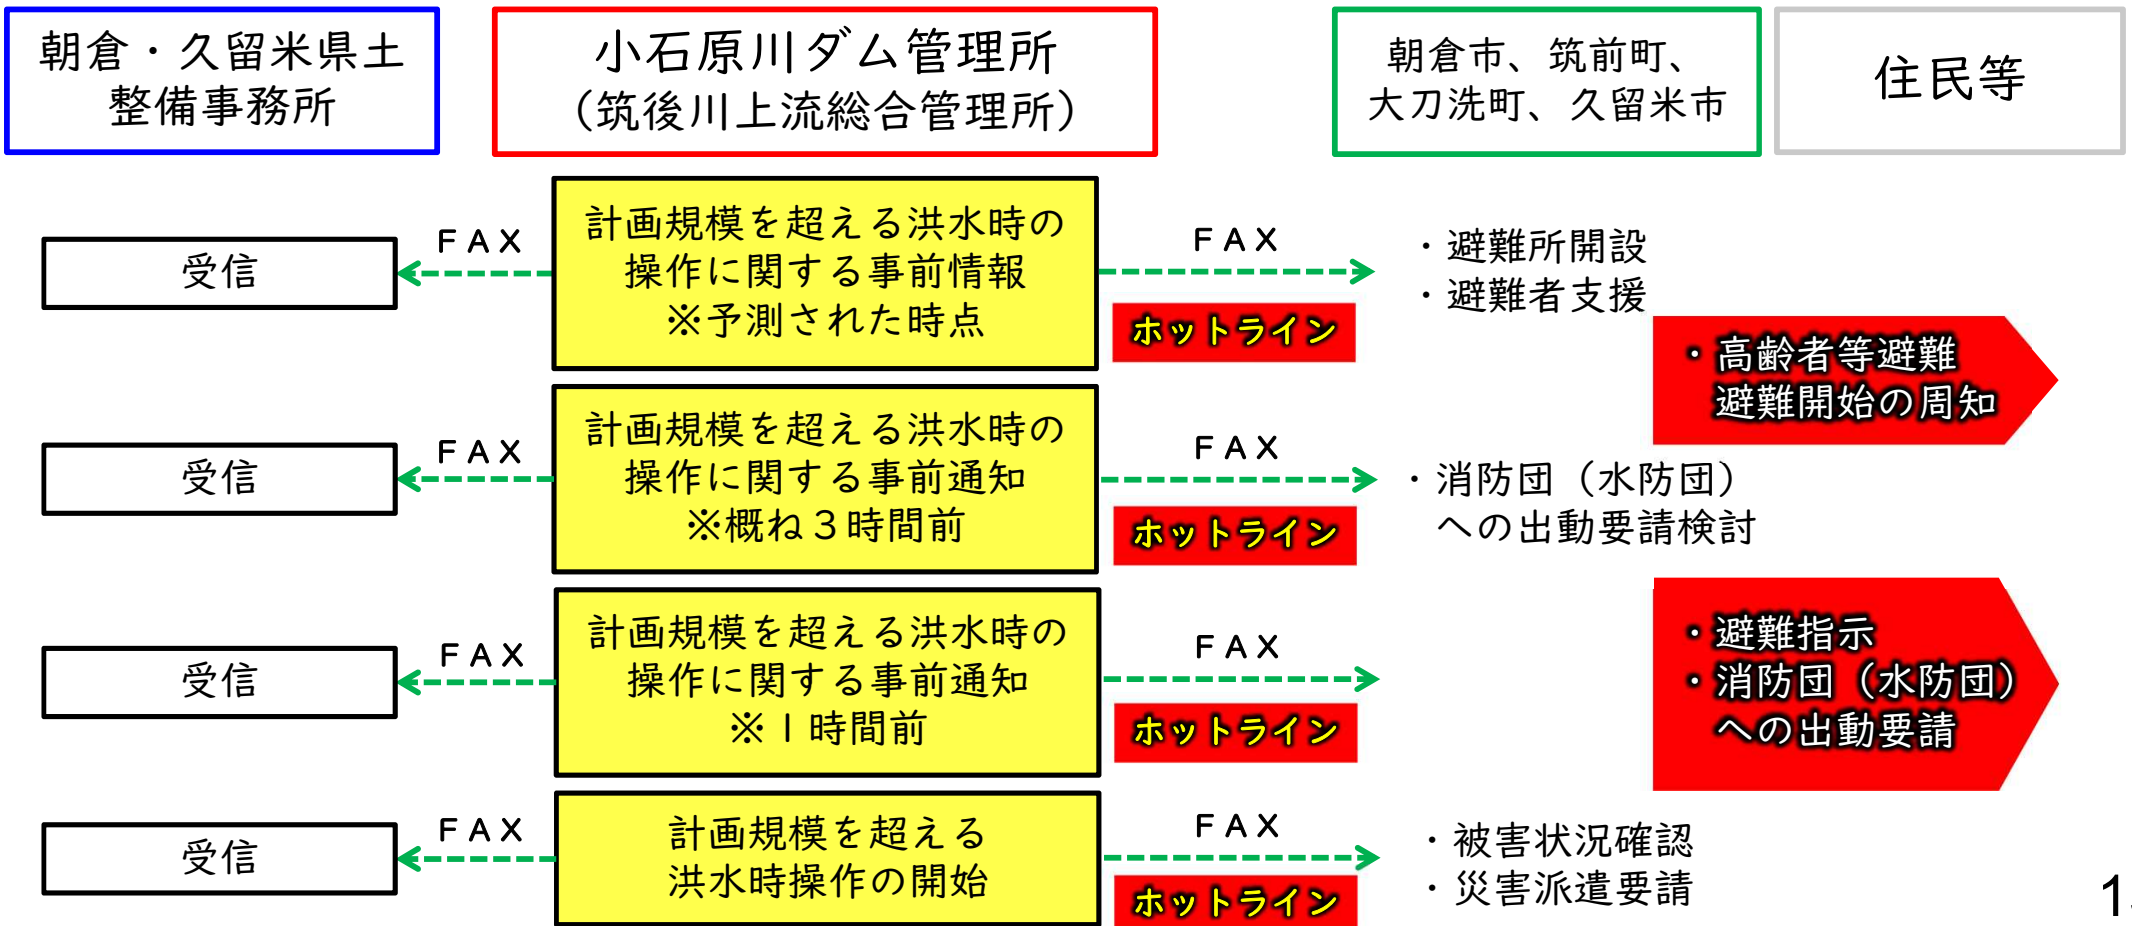 朝倉・久留米県土
整備事務所
小石原川ダム管理所
(筑後川上流総合管理所)
朝倉市、筑前町、
大刀洗町、久留米市
住民等
受信
ＦＡＸ
計画規模を超える洪水時の
操作に関する事前情報
※予測された時点
ＦＡＸ
ホットライン
・避難所開設
・避難者支援
・高齢者等避難
避難開始の周知
受信
ＦＡＸ
計画規模を超える洪水時の
操作に関する事前通知
※概ね３時間前
ＦＡＸ
ホットライン
・消防団（水防団）
への出動要請検討
受信
ＦＡＸ
計画規模を超える洪水時の
操作に関する事前通知
※１時間前
ＦＡＸ
ホットライン
・避難指示
・消防団（水防団）
への出動要請
受信
ＦＡＸ
計画規模を超える
洪水時操作の開始
ＦＡＸ
ホットライン
・被害状況確認
・災害派遣要請